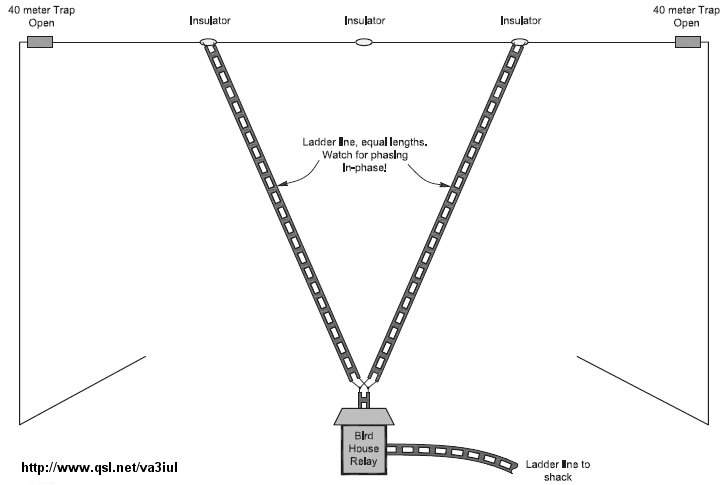 40 meter Trap
Open
Insulator
Insulator
Insulator
40 meter Trap
Open
Ladder line, equal lengths.
Watch for phasing
in-phase!
Bird
House
Relay
Ladder line to
shack
http://www.qsl.net/va3iul